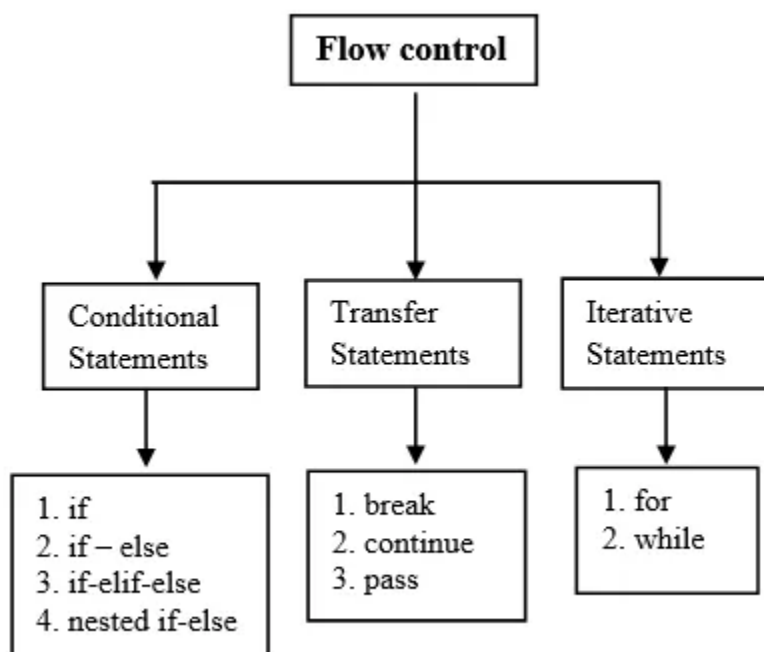 Flow control
Conditional
Statements
Transfer
Statements
Iterative
Statements
1. if
2. if – else
3. if-elif-else
4. nested if-else
1. break
2. continue
3. pass
1. for
2. while